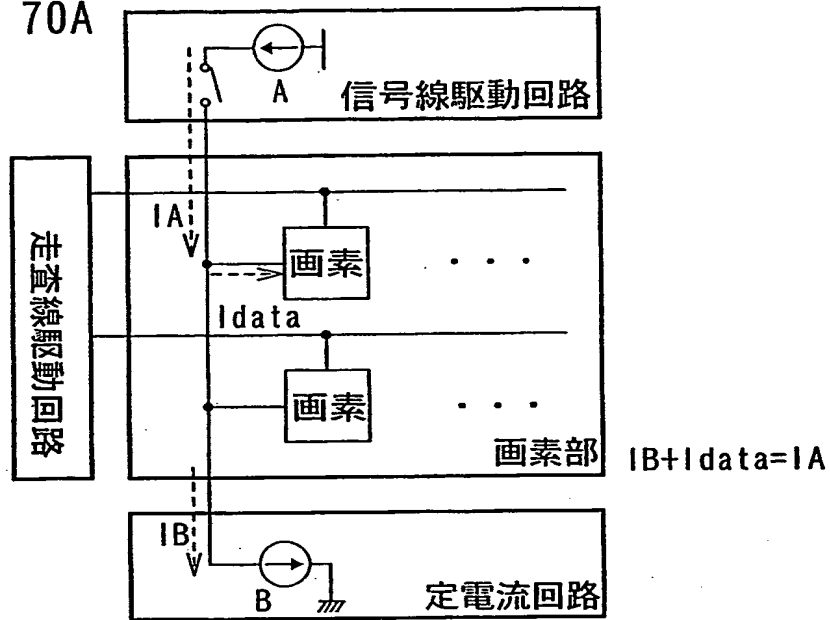 70A
A
信号線駆動回路
走査線駆動回路
IA
画素
・・・
Idata
画素
・・・
画素部
IB+Idata=IA
IB
B
定電流回路